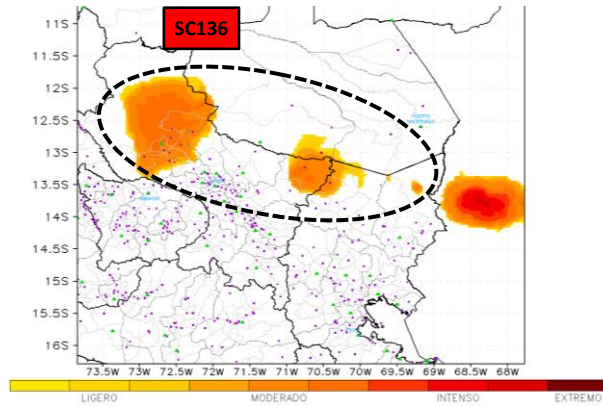 SC136
11S
11.5S
12S
12.5S
13S
13.5S
14S
14.5S
15S
15.5S
16S
PUERTO
MALDONADO
73.5W 73W 72.5W 72W 71.5W 71W 70.5W 70W 69.5W 69W 68.5W 68W
LIGERO MODERADO INTENSO EXTREMO